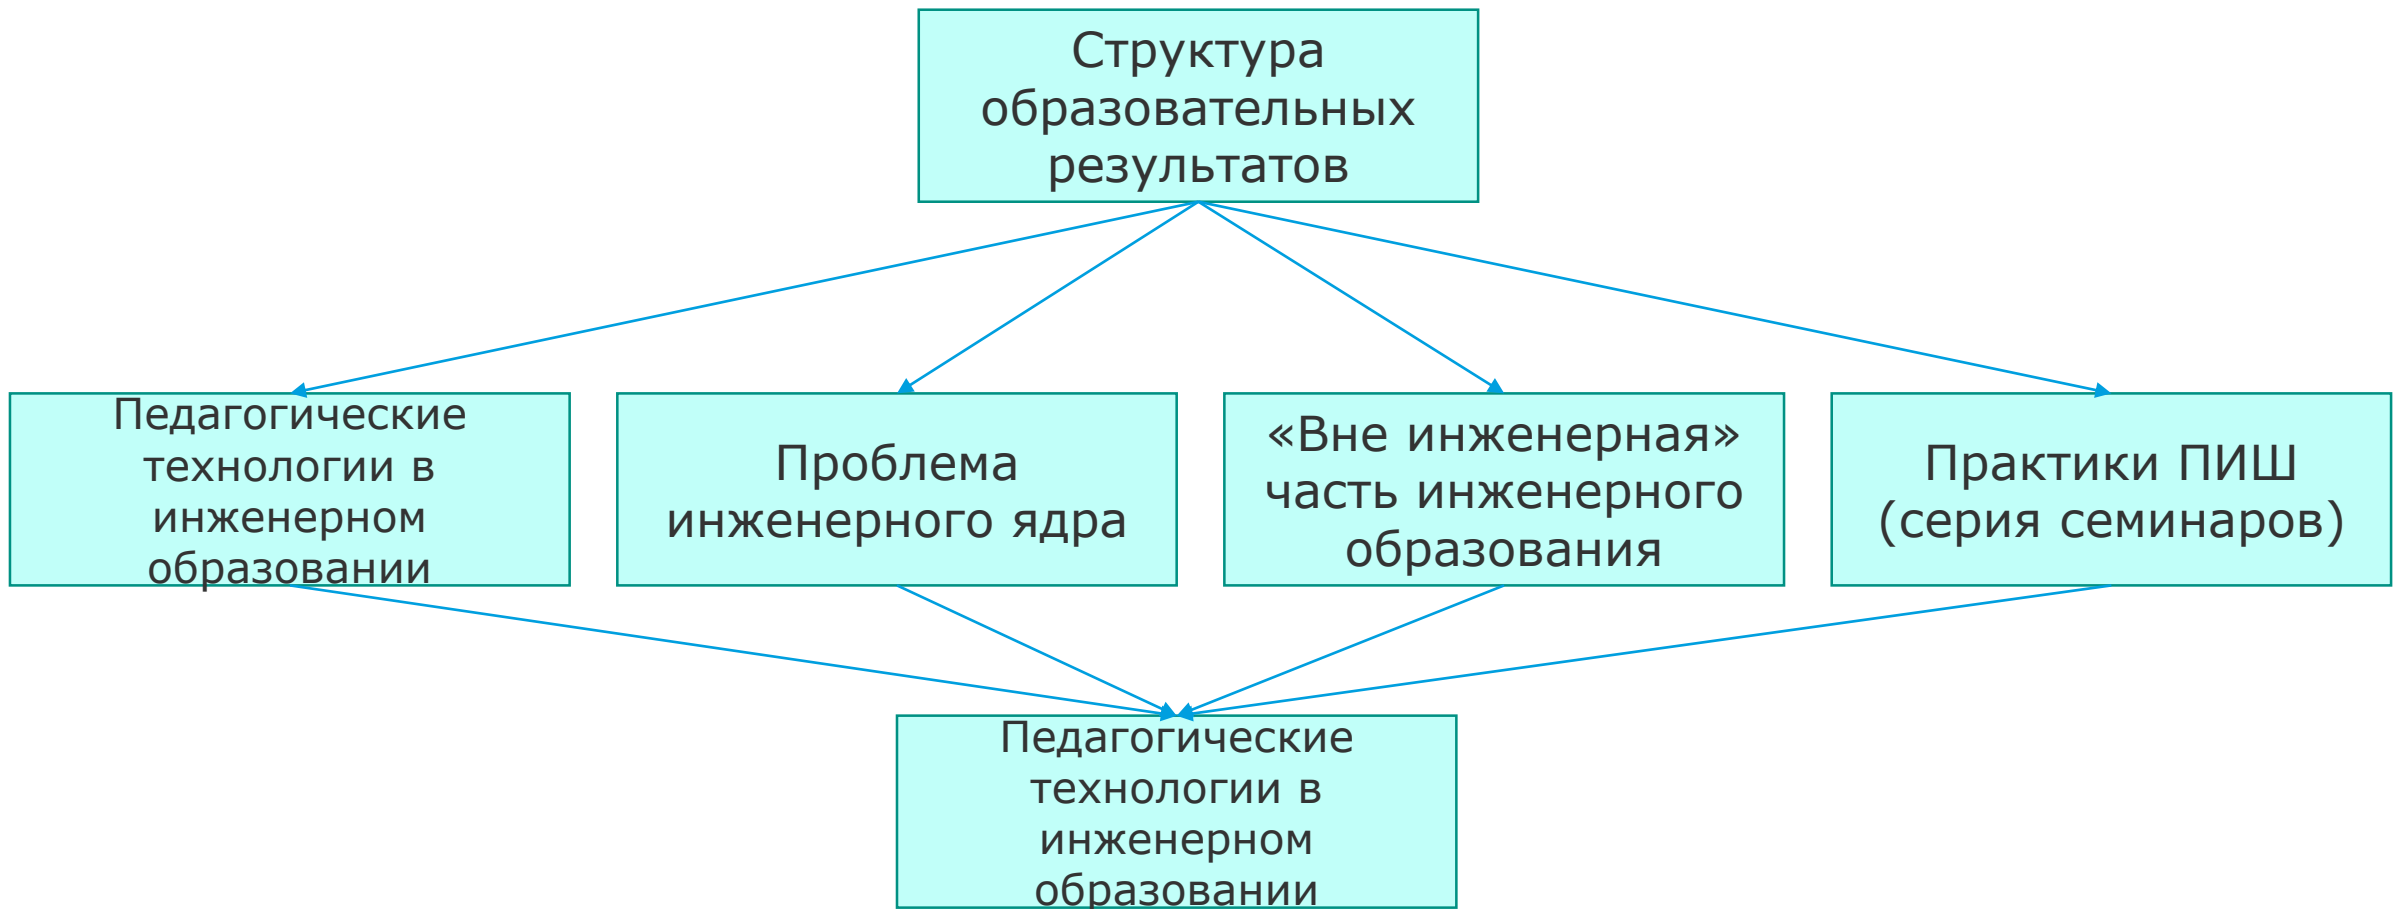 Структура
образовательных
результатов
Педагогические
технологии в
инженерном
образовании
Проблема
инженерного ядра
«Вне инженерная»
часть инженерного
образования
Практики ПИШ
(серия семинаров)
Педагогические
технологии в
инженерном
образовании